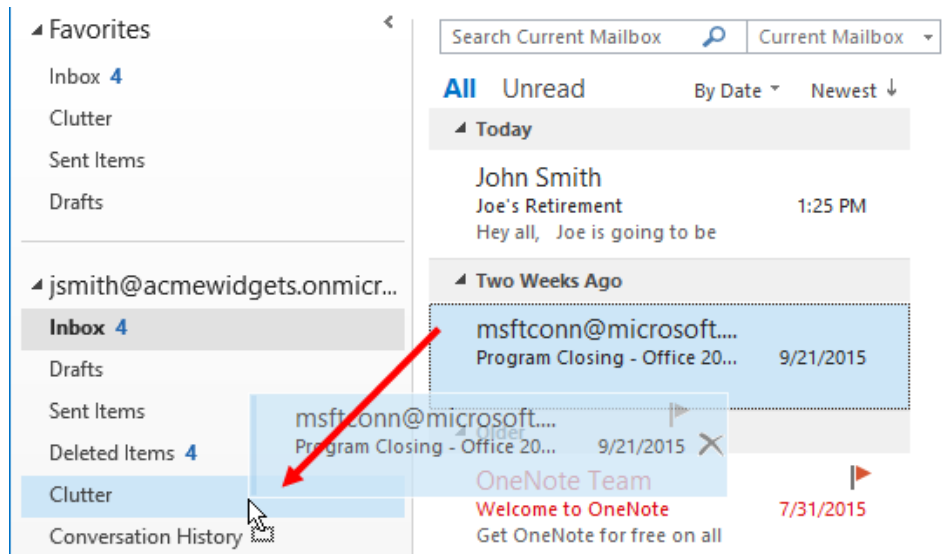 Favorites
Inbox 4
Clutter
Sent Items
Drafts
jsmith@acmewidgets.onmicr...
Inbox 4
Drafts
Sent Items
Deleted Items 4
Clutter
Conversation History
Search Current Mailbox Current Mailbox
All Unread By Date Newest
Today
John Smith
Joe's Retirement 1:25 PM
Hey all, Joe is going to be
Two Weeks Ago
msftconn@microsoft....
Program Closing - Office 20... 9/21/2015
msftconn@microsoft....
Program Closing - Office 20... 9/21/2015
Older
OneNote Team
Welcome to OneNote 7/31/2015
Get OneNote for free on all